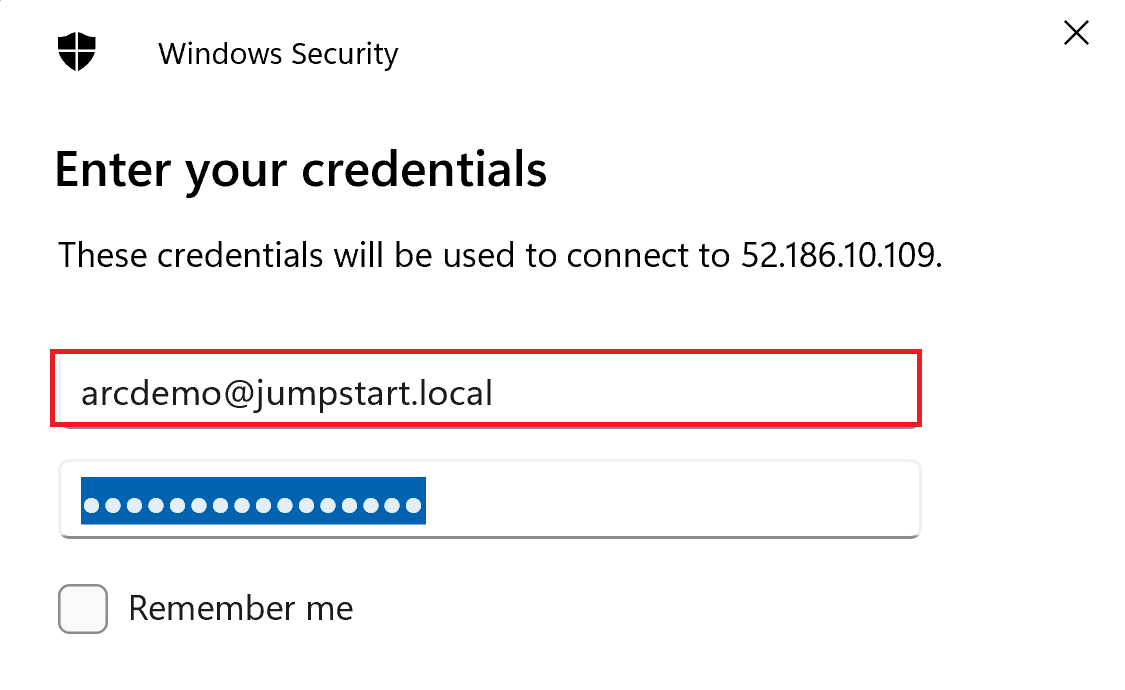 Windows Security
Enter your credentials
These credentials will be used to connect to 52.186.10.109.
arcdemo@jumpstart.local
••••••••••••••••
Remember me